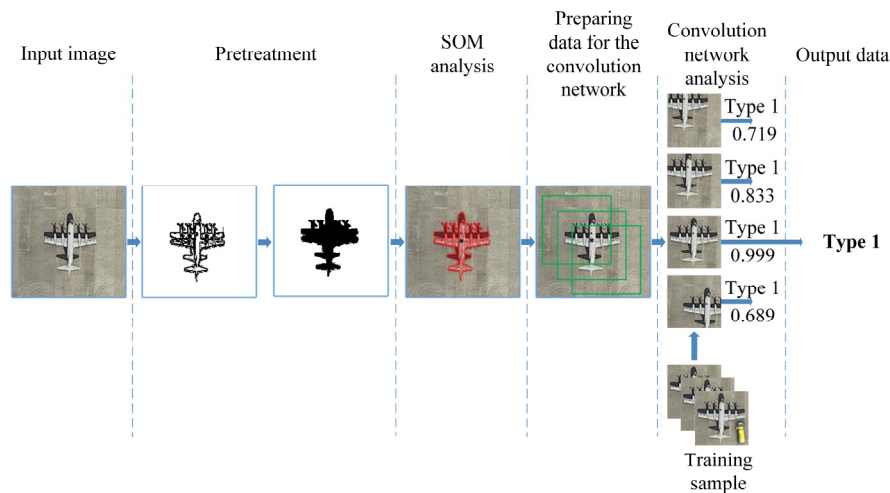 Input image
Pretreatment
SOM
analysis
Preparing
data for the
convolution
network
Convolution
network
analysis
Output data
Type 1
0.719
Type 1
0.833
Type 1
0.999
Type 1
0.689
Type 1
Training
sample